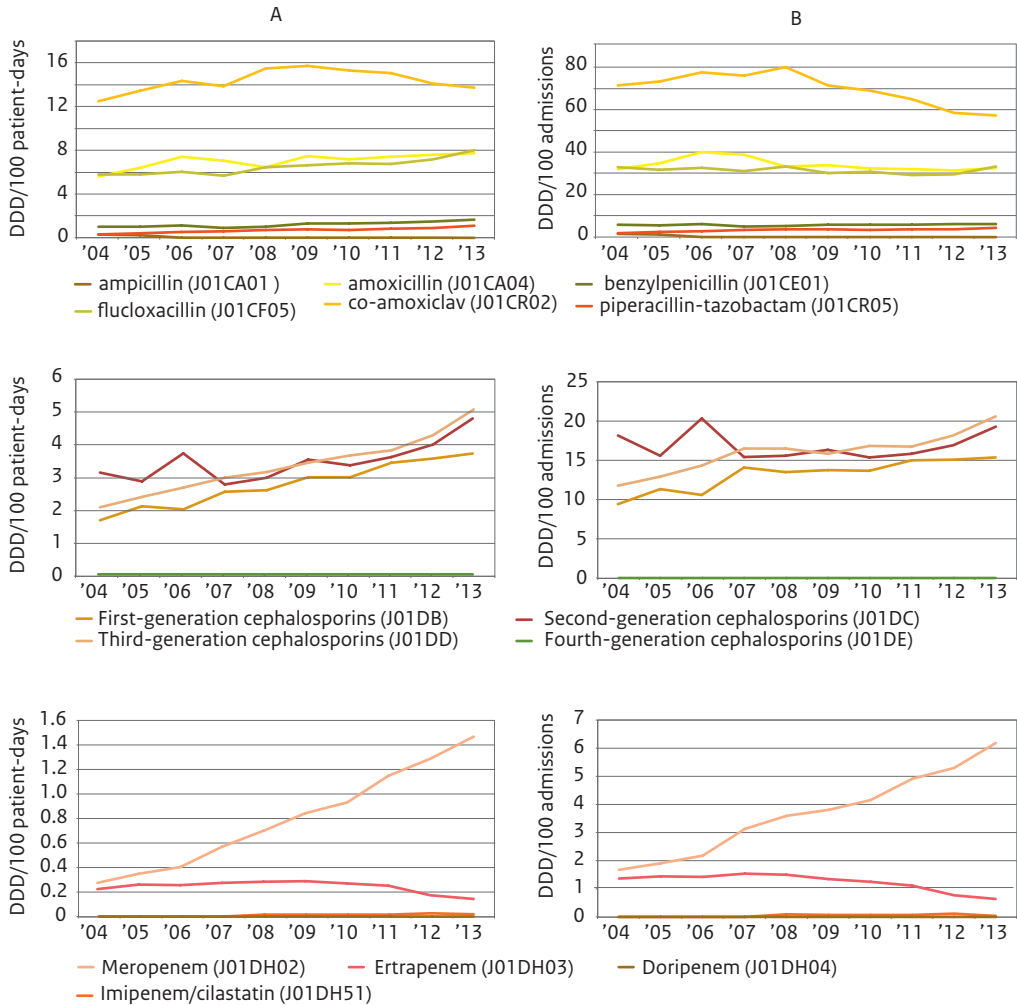 A
B
DDD/100 patient-days
16
12
8
4
0
'04 '05 '06 '07 '08 '09 '10 '11 '12 '13
DDD/100 admissions
80
60
40
20
0
'04 '05 '06 '07 '08 '09 '10 '11 '12 '13
ampicillin (J01CA01 )
amoxicillin (J01CA04)
benzylpenicillin (J01CE01)
flucloxacillin (J01CF05)
co-amoxiclav (J01CR02)
piperacillin-tazobactam (J01CR05)
DDD/100 patient-days
6
5
4
3
2
1
0
'04 '05 '06 '07 '08 '09 '10 '11 '12 '13
DDD/100 admissions
25
20
15
10
5
0
'04 '05 '06 '07 '08 '09 '10 '11 '12 '13
First-generation cephalosporins (J01DB)
Second-generation cephalosporins (J01DC)
Third-generation cephalosporins (J01DD)
Fourth-generation cephalosporins (J01DE)
DDD/100 patient-days
1.6
1.4
1.2
1.0
0.8
0.6
0.4
0.2
0
'04 '05 '06 '07 '08 '09 '10 '11 '12 '13
DDD/100 admissions
7
6
5
4
3
2
1
0
'04 '05 '06 '07 '08 '09 '10 '11 '12 '13
Meropenem (J01DH02)
Ertrapenem (J01DH03)
Doripenem (J01DH04)
Imipenem/cilastatin (J01DH51)